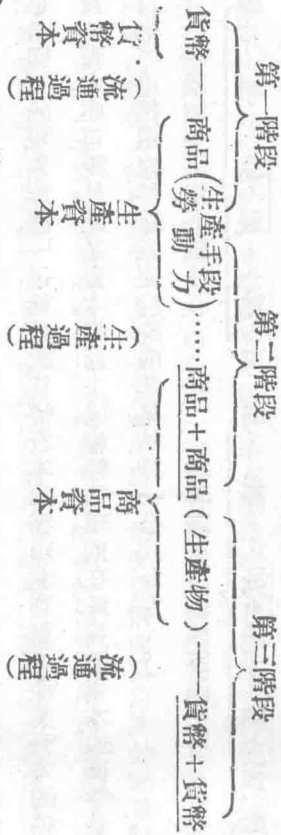 第一階段 第二階段 第三階段
貨幣——商品(生產手段 勞動力)……商品+商品(生產物)——貨幣+貨幣
貨幣資本 生產資本 商品資本
(流通過程) (生產過程) (流通過程)